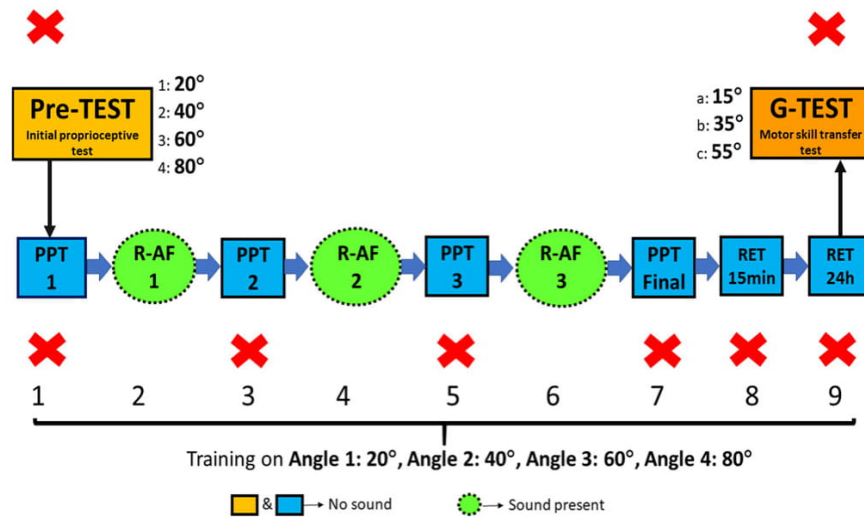 Pre-TEST
Initial proprioceptive
test
1: 20°
2: 40°
3: 60°
4: 80°
a: 15°
b: 35°
c: 55°
G-TEST
Motor skill transfer
test
PPT
1
R-AF
1
PPT
2
R-AF
2
PPT
3
R-AF
3
PPT
Final
RET
15min
RET
24h
1 2 3 4 5 6 7 8 9
Training on Angle 1: 20°, Angle 2: 40°, Angle 3: 60°, Angle 4: 80°
& No sound
Sound present